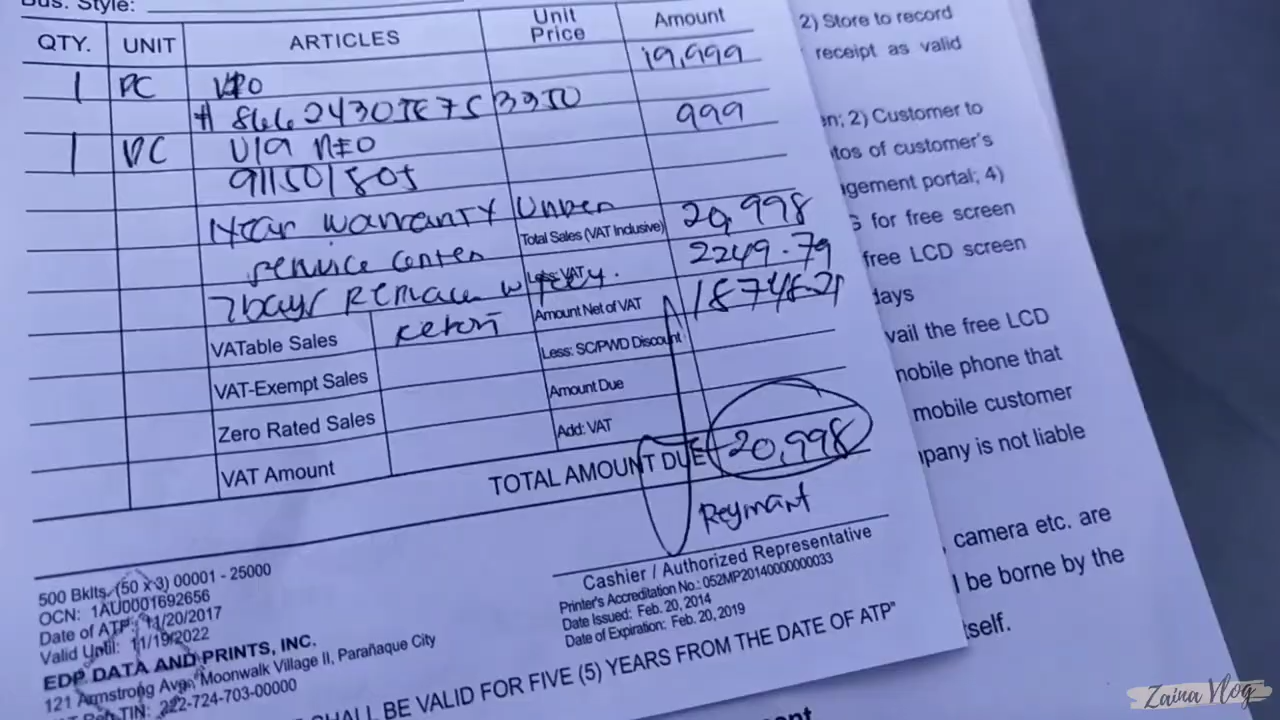 Bus. Style:
QTY. UNIT ARTICLES Unit Price Amount
1 PC 19,999
1 PC 999
911501805
1year warranty under
service center
7days
Total Sales (VAT Inclusive) 20,998
Less: VAT 2249.79
Amount Net of VAT 18748.21
VATable Sales Less: SC/PWD Discount
VAT-Exempt Sales Amount Due
Zero Rated Sales Add: VAT
VAT Amount
TOTAL AMOUNT DUE 20,998
Reymart
Cashier / Authorized Representative
Printer's Accreditation No.: 052MP20140000000033
Date Issued: Feb. 20, 2014
Date of Expiration: Feb. 20, 2019
500 Bklts. (50 x 3) 00001 - 25000
OCN: 1AU0001692656
Date of ATP: 11/20/2017
Valid Until: 11/19/2022
EDP DATA AND PRINTS, INC.
121 Armstrong Ave. Moonwalk Village II, Parañaque City
TIN: 222-724-703-00000
SHALL BE VALID FOR FIVE (5) YEARS FROM THE DATE OF ATP"
2) Store to record
receipt as valid
2) Customer to
of customer's
portal; 4)
for free screen
free LCD screen
days
the free LCD
mobile phone that
mobile customer
is not liable
, camera etc. are
be borne by the
Zaina Vlog